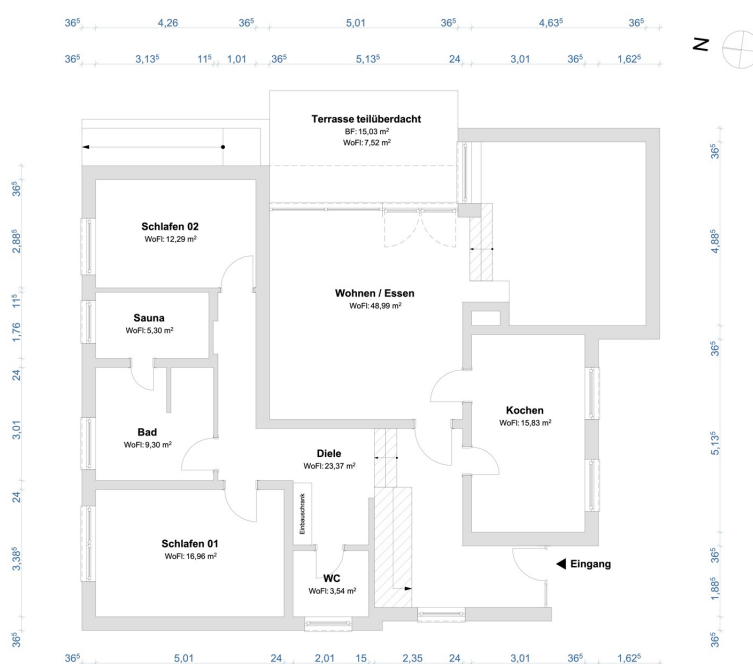 36⁵ 4,26 36⁵ 5,01 36⁵ 4,63⁵ 36⁵
36⁵ 3,13⁵ 11⁵ 1,01 36⁵ 5,13⁵ 24 3,01 36⁵ 1,62⁵
N
Terrasse teilüberdacht
BF: 15,03 m²
WoFl: 7,52 m²
Schlafen 02
WoFl: 12,29 m²
Wohnen / Essen
WoFl: 48,99 m²
Sauna
WoFl: 5,30 m²
Kochen
WoFl: 15,83 m²
Bad
WoFl: 9,30 m²
Diele
WoFl: 23,37 m²
Einbauschrank
Schlafen 01
WoFl: 16,96 m²
WC
WoFl: 3,54 m²
Eingang
36⁵ 2,88⁵ 11⁵ 1,76 24 3,01 24 3,38⁵ 36⁵
36⁵ 4,88⁵ 36⁵ 5,13⁵ 36⁵ 1,88⁵ 36⁵
36⁵ 5,01 24 2,01 15 2,35 24 3,01 36⁵ 1,62⁵